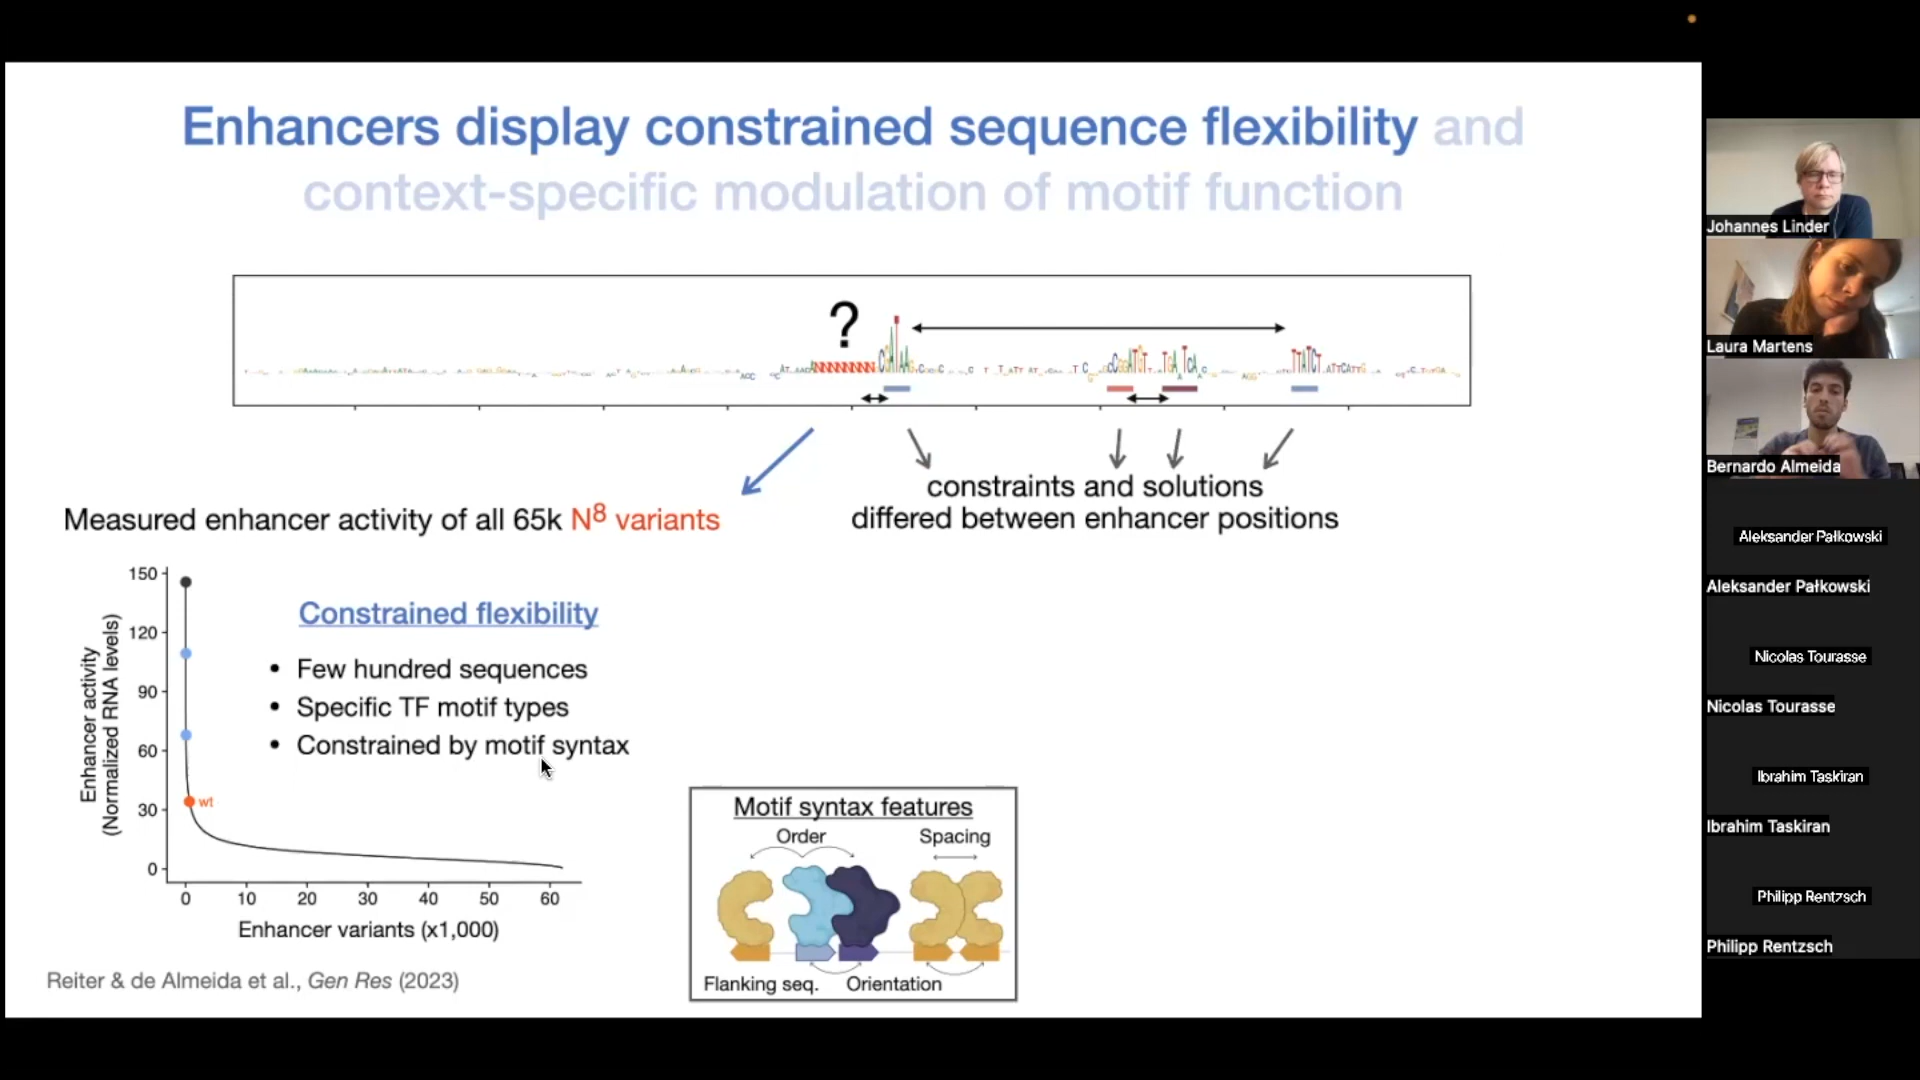 Enhancers display constrained sequence flexibility and
context-specific modulation of motif function
?
NNNNNNNN
Measured enhancer activity of all 65k N8 variants
constraints and solutions
differed between enhancer positions
Enhancer activity
(Normalized RNA levels)
150
120
90
60
30
0
wt
0 10 20 30 40 50 60
Enhancer variants (x1,000)
Constrained flexibility
• Few hundred sequences
• Specific TF motif types
• Constrained by motif syntax
Motif syntax features
Order Spacing
Flanking seq. Orientation
Reiter & de Almeida et al., Gen Res (2023)
Johannes Linder
Laura Martens
Bernardo Almeida
Aleksander Pałkowski
Aleksander Pałkowski
Nicolas Tourasse
Nicolas Tourasse
Ibrahim Taskiran
Ibrahim Taskiran
Philipp Rentzsch
Philipp Rentzsch